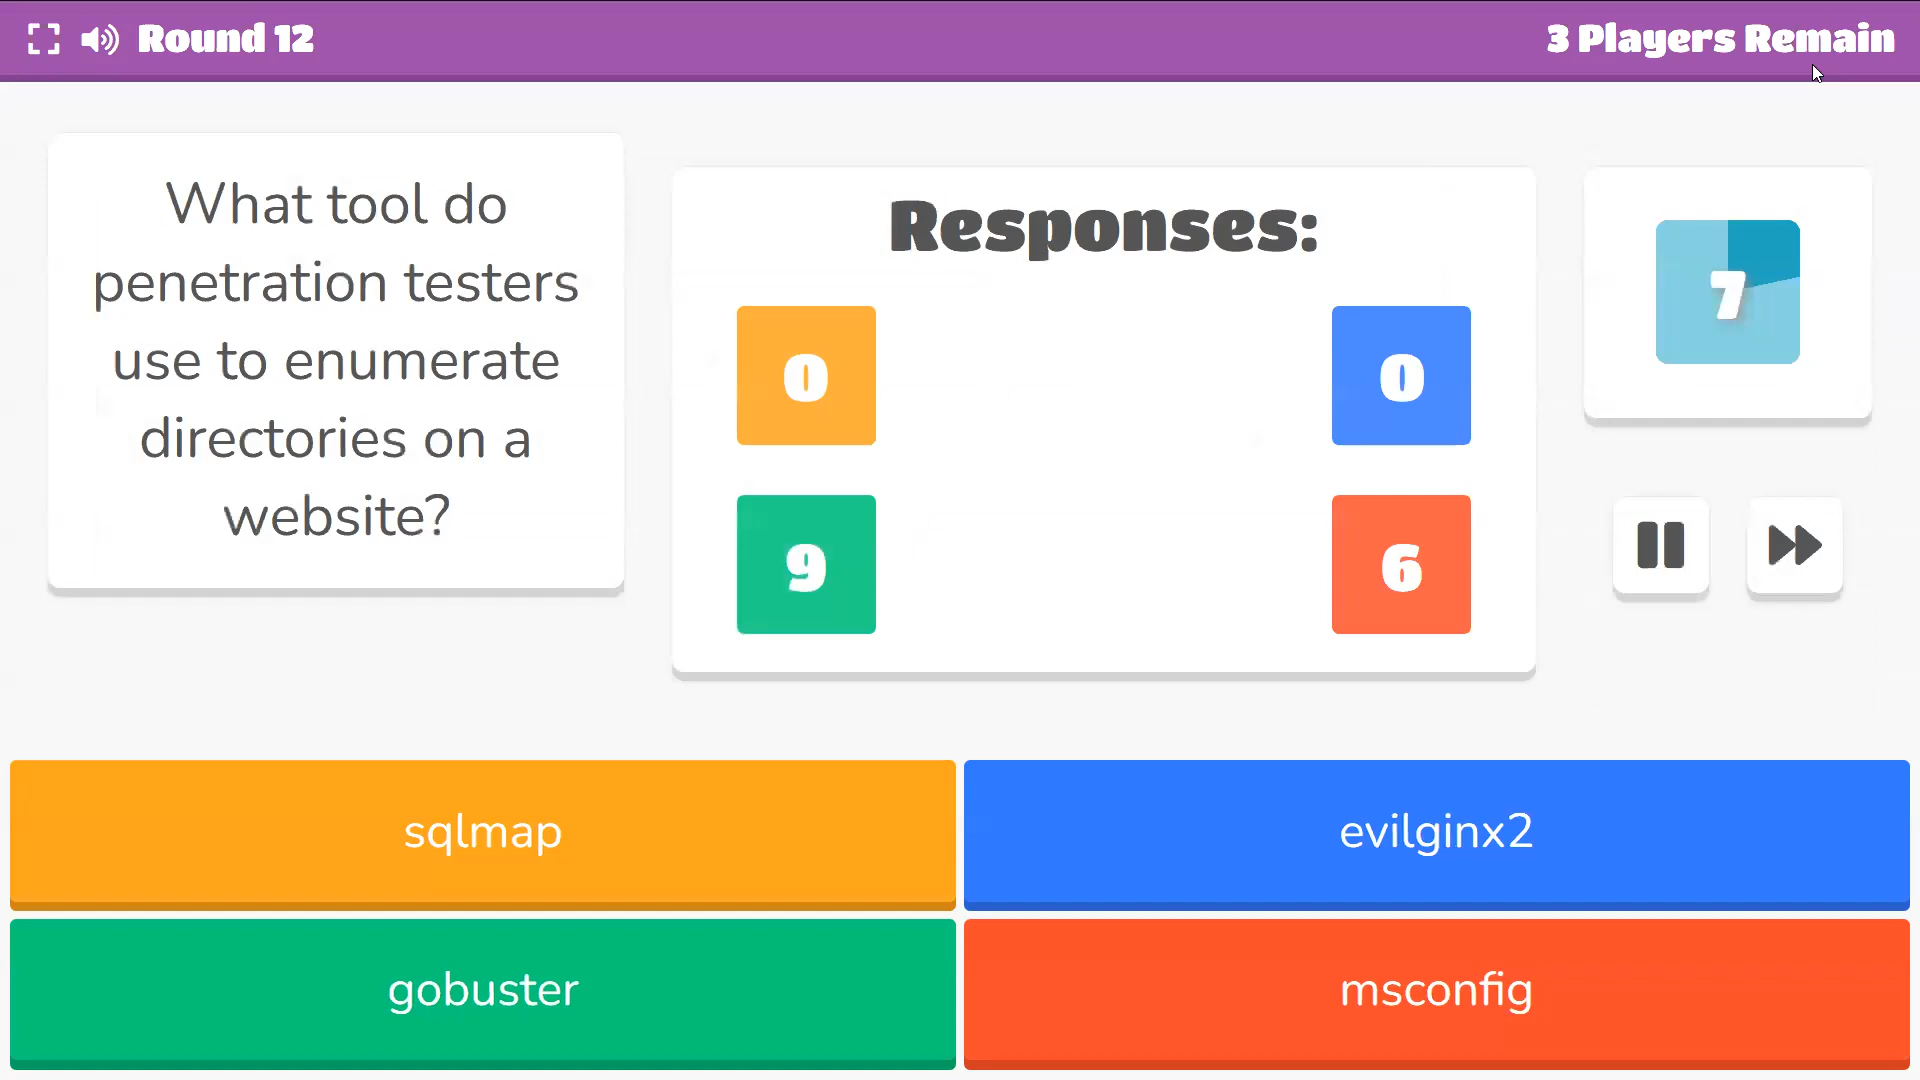 Round 12
3 Players Remain
What tool do
penetration testers
use to enumerate
directories on a
website?
Responses:
0
0
9
6
7
sqlmap
evilginx2
gobuster
msconfig